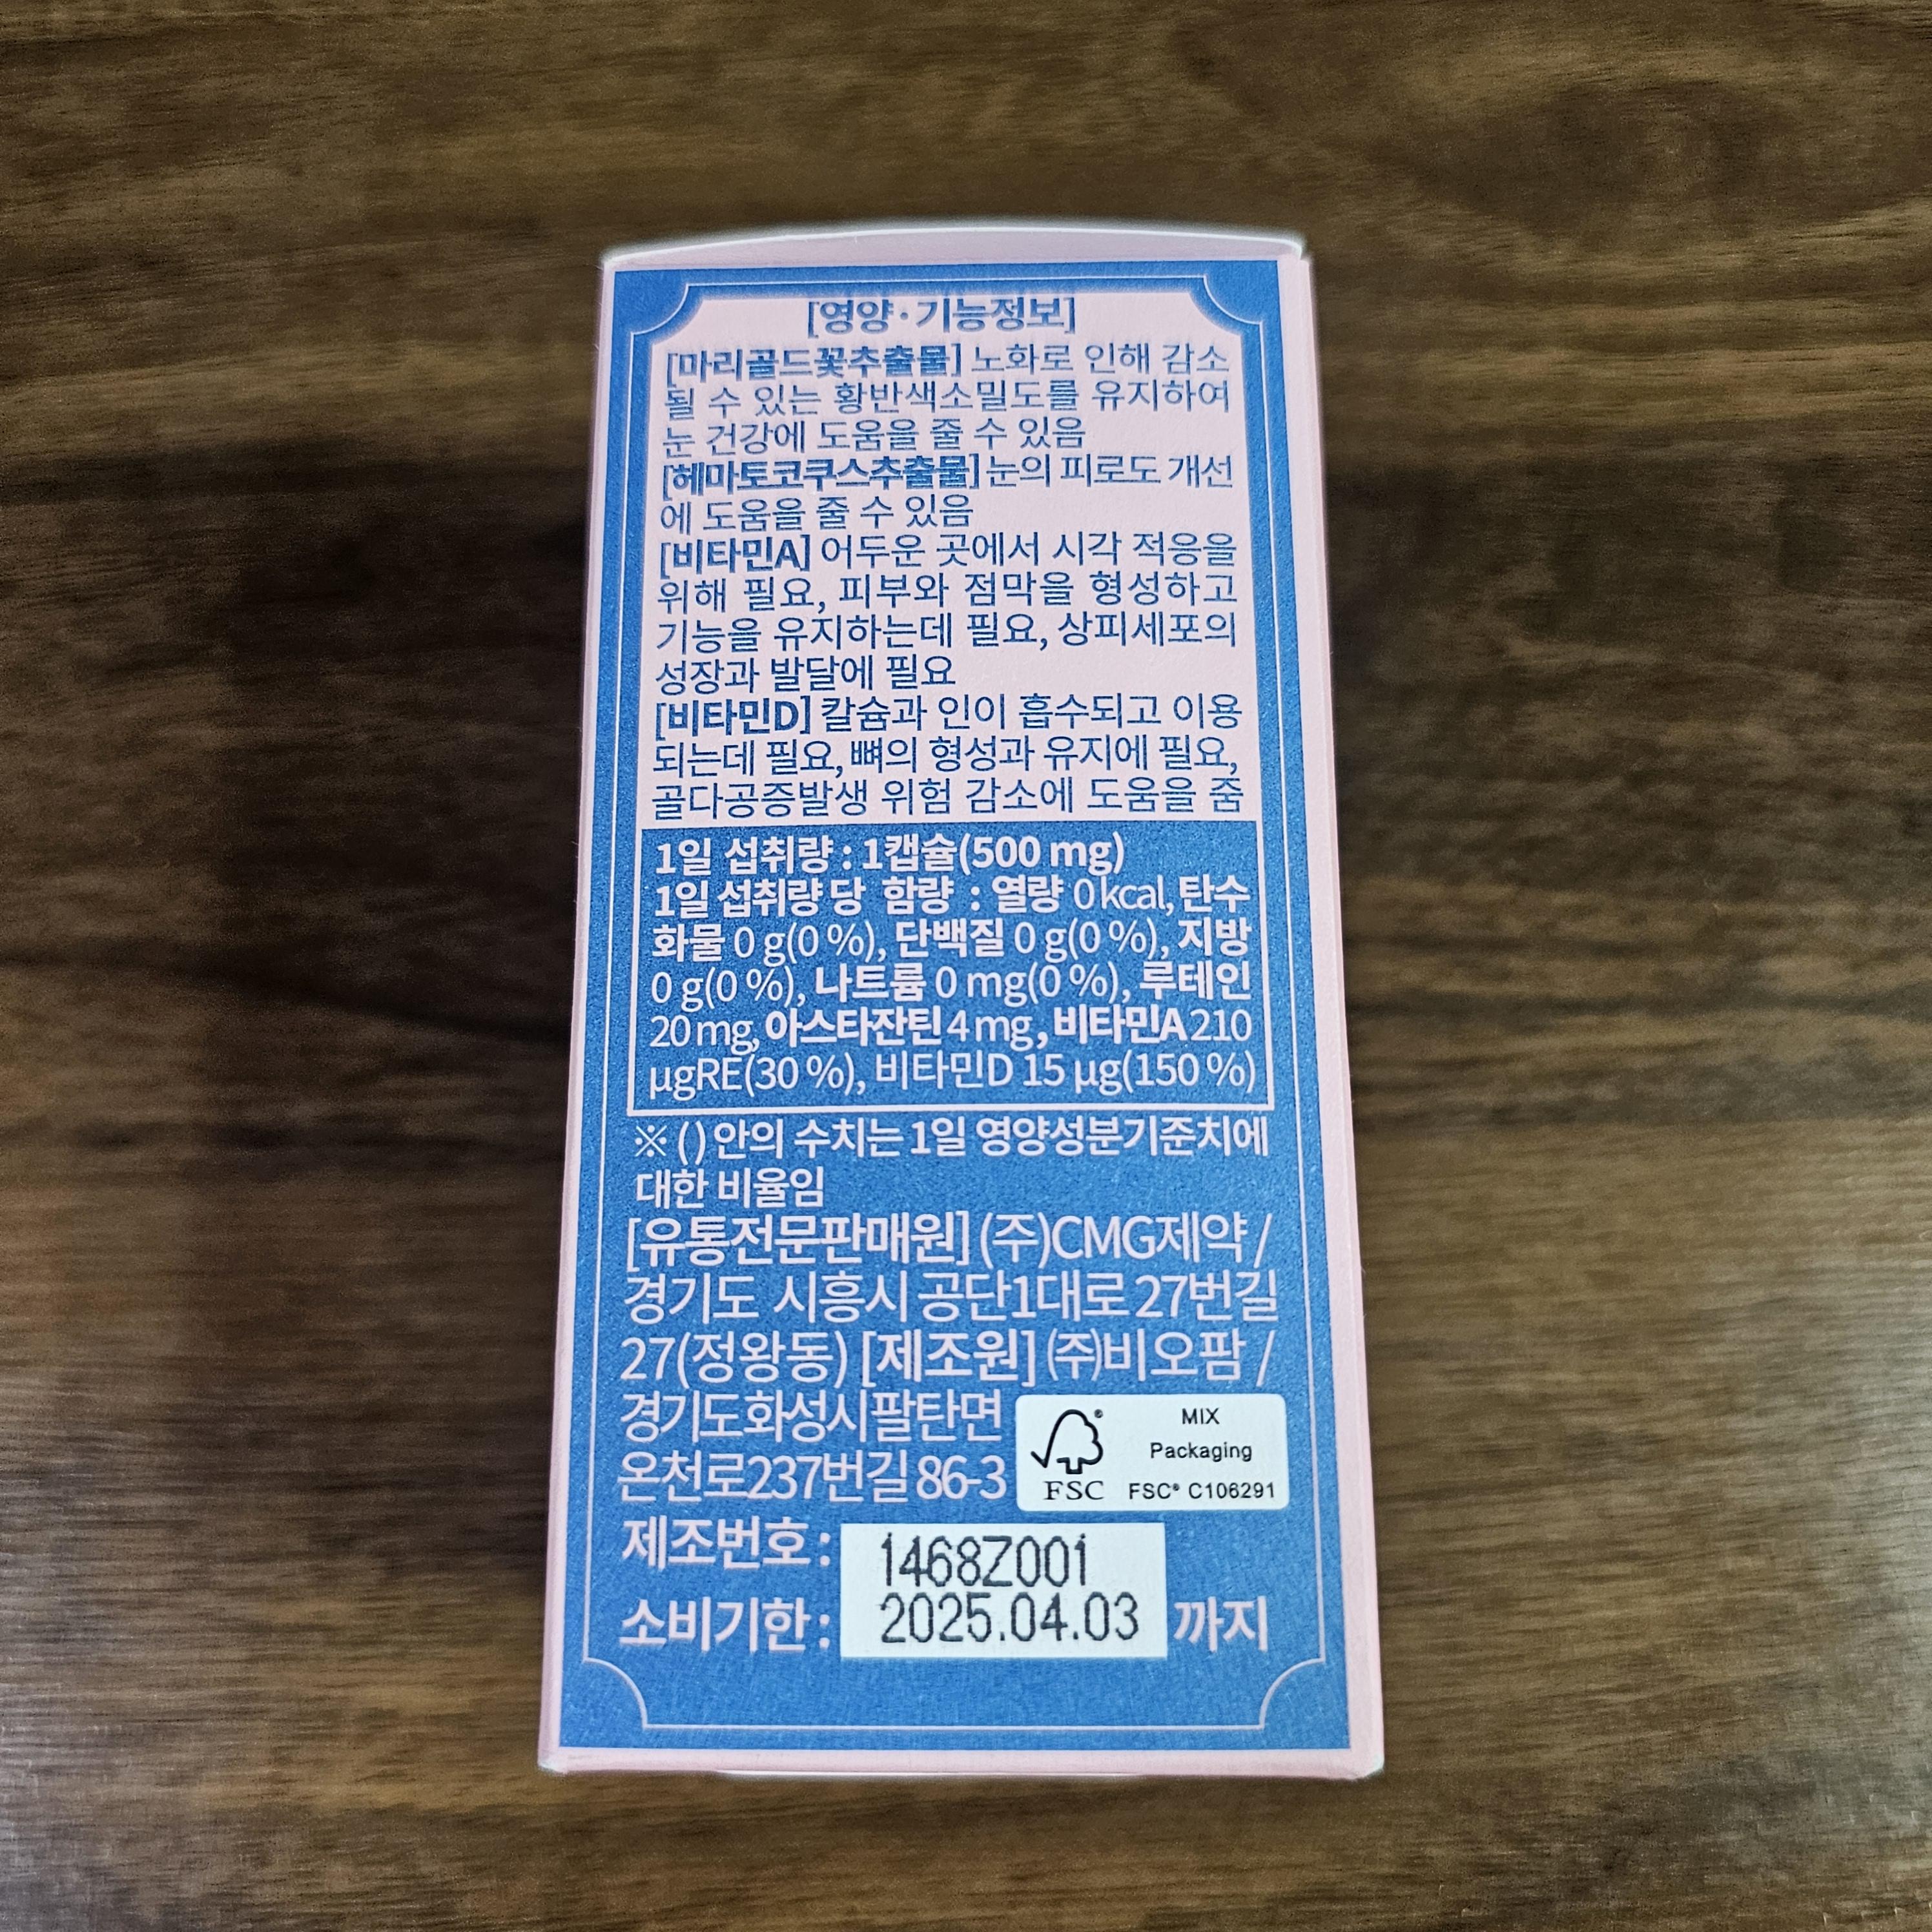 [영양·기능정보]
[마리골드꽃추출물] 노화로 인해 감소
될 수 있는 황반색소밀도를 유지하여
눈 건강에 도움을 줄 수 있음
[헤마토코쿠스추출물] 눈의 피로도 개선
에 도움을 줄 수 있음
[비타민A] 어두운 곳에서 시각 적응을
위해 필요, 피부와 점막을 형성하고
기능을 유지하는데 필요, 상피세포의
성장과 발달에 필요
[비타민D] 칼슘과 인이 흡수되고 이용
되는데 필요, 뼈의 형성과 유지에 필요,
골다공증발생 위험 감소에 도움을 줌
1일 섭취량 : 1캡슐(500 mg)
1일 섭취량 당 함량 : 열량 0 kcal, 탄수
화물 0 g(0 %), 단백질 0 g(0 %), 지방
0 g(0 %), 나트륨 0 mg(0 %), 루테인
20 mg, 아스타잔틴 4 mg, 비타민A 210
μgRE(30 %), 비타민D 15 μg(150 %)
※ ( ) 안의 수치는 1일 영양성분기준치에
대한 비율임
[유통전문판매원] (주)CMG제약 /
경기도 시흥시 공단1대로 27번길
27(정왕동) [제조원] ㈜비오팜 /
경기도화성시팔탄면
온천로237번길 86-3
FSC®
MIX
Packaging
FSC® C106291
제조번호 : 1468Z001
소비기한 : 2025.04.03 까지